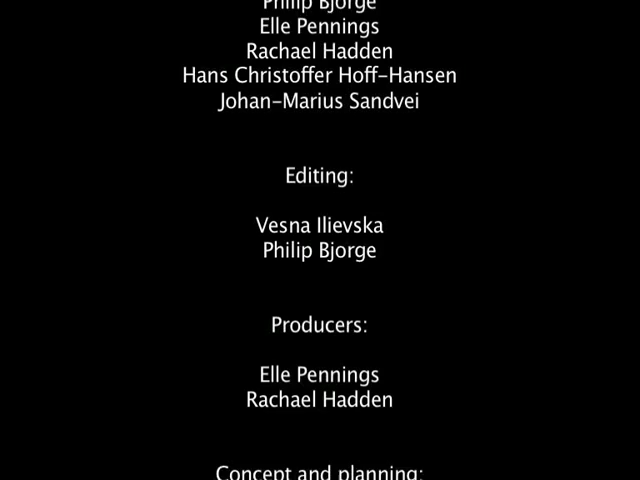 Philip Bjorge
Elle Pennings
Rachael Hadden
Hans Christoffer Hoff-Hansen
Johan-Marius Sandvei
Editing:
Vesna Ilievska
Philip Bjorge
Producers:
Elle Pennings
Rachael Hadden
Concept and planning: